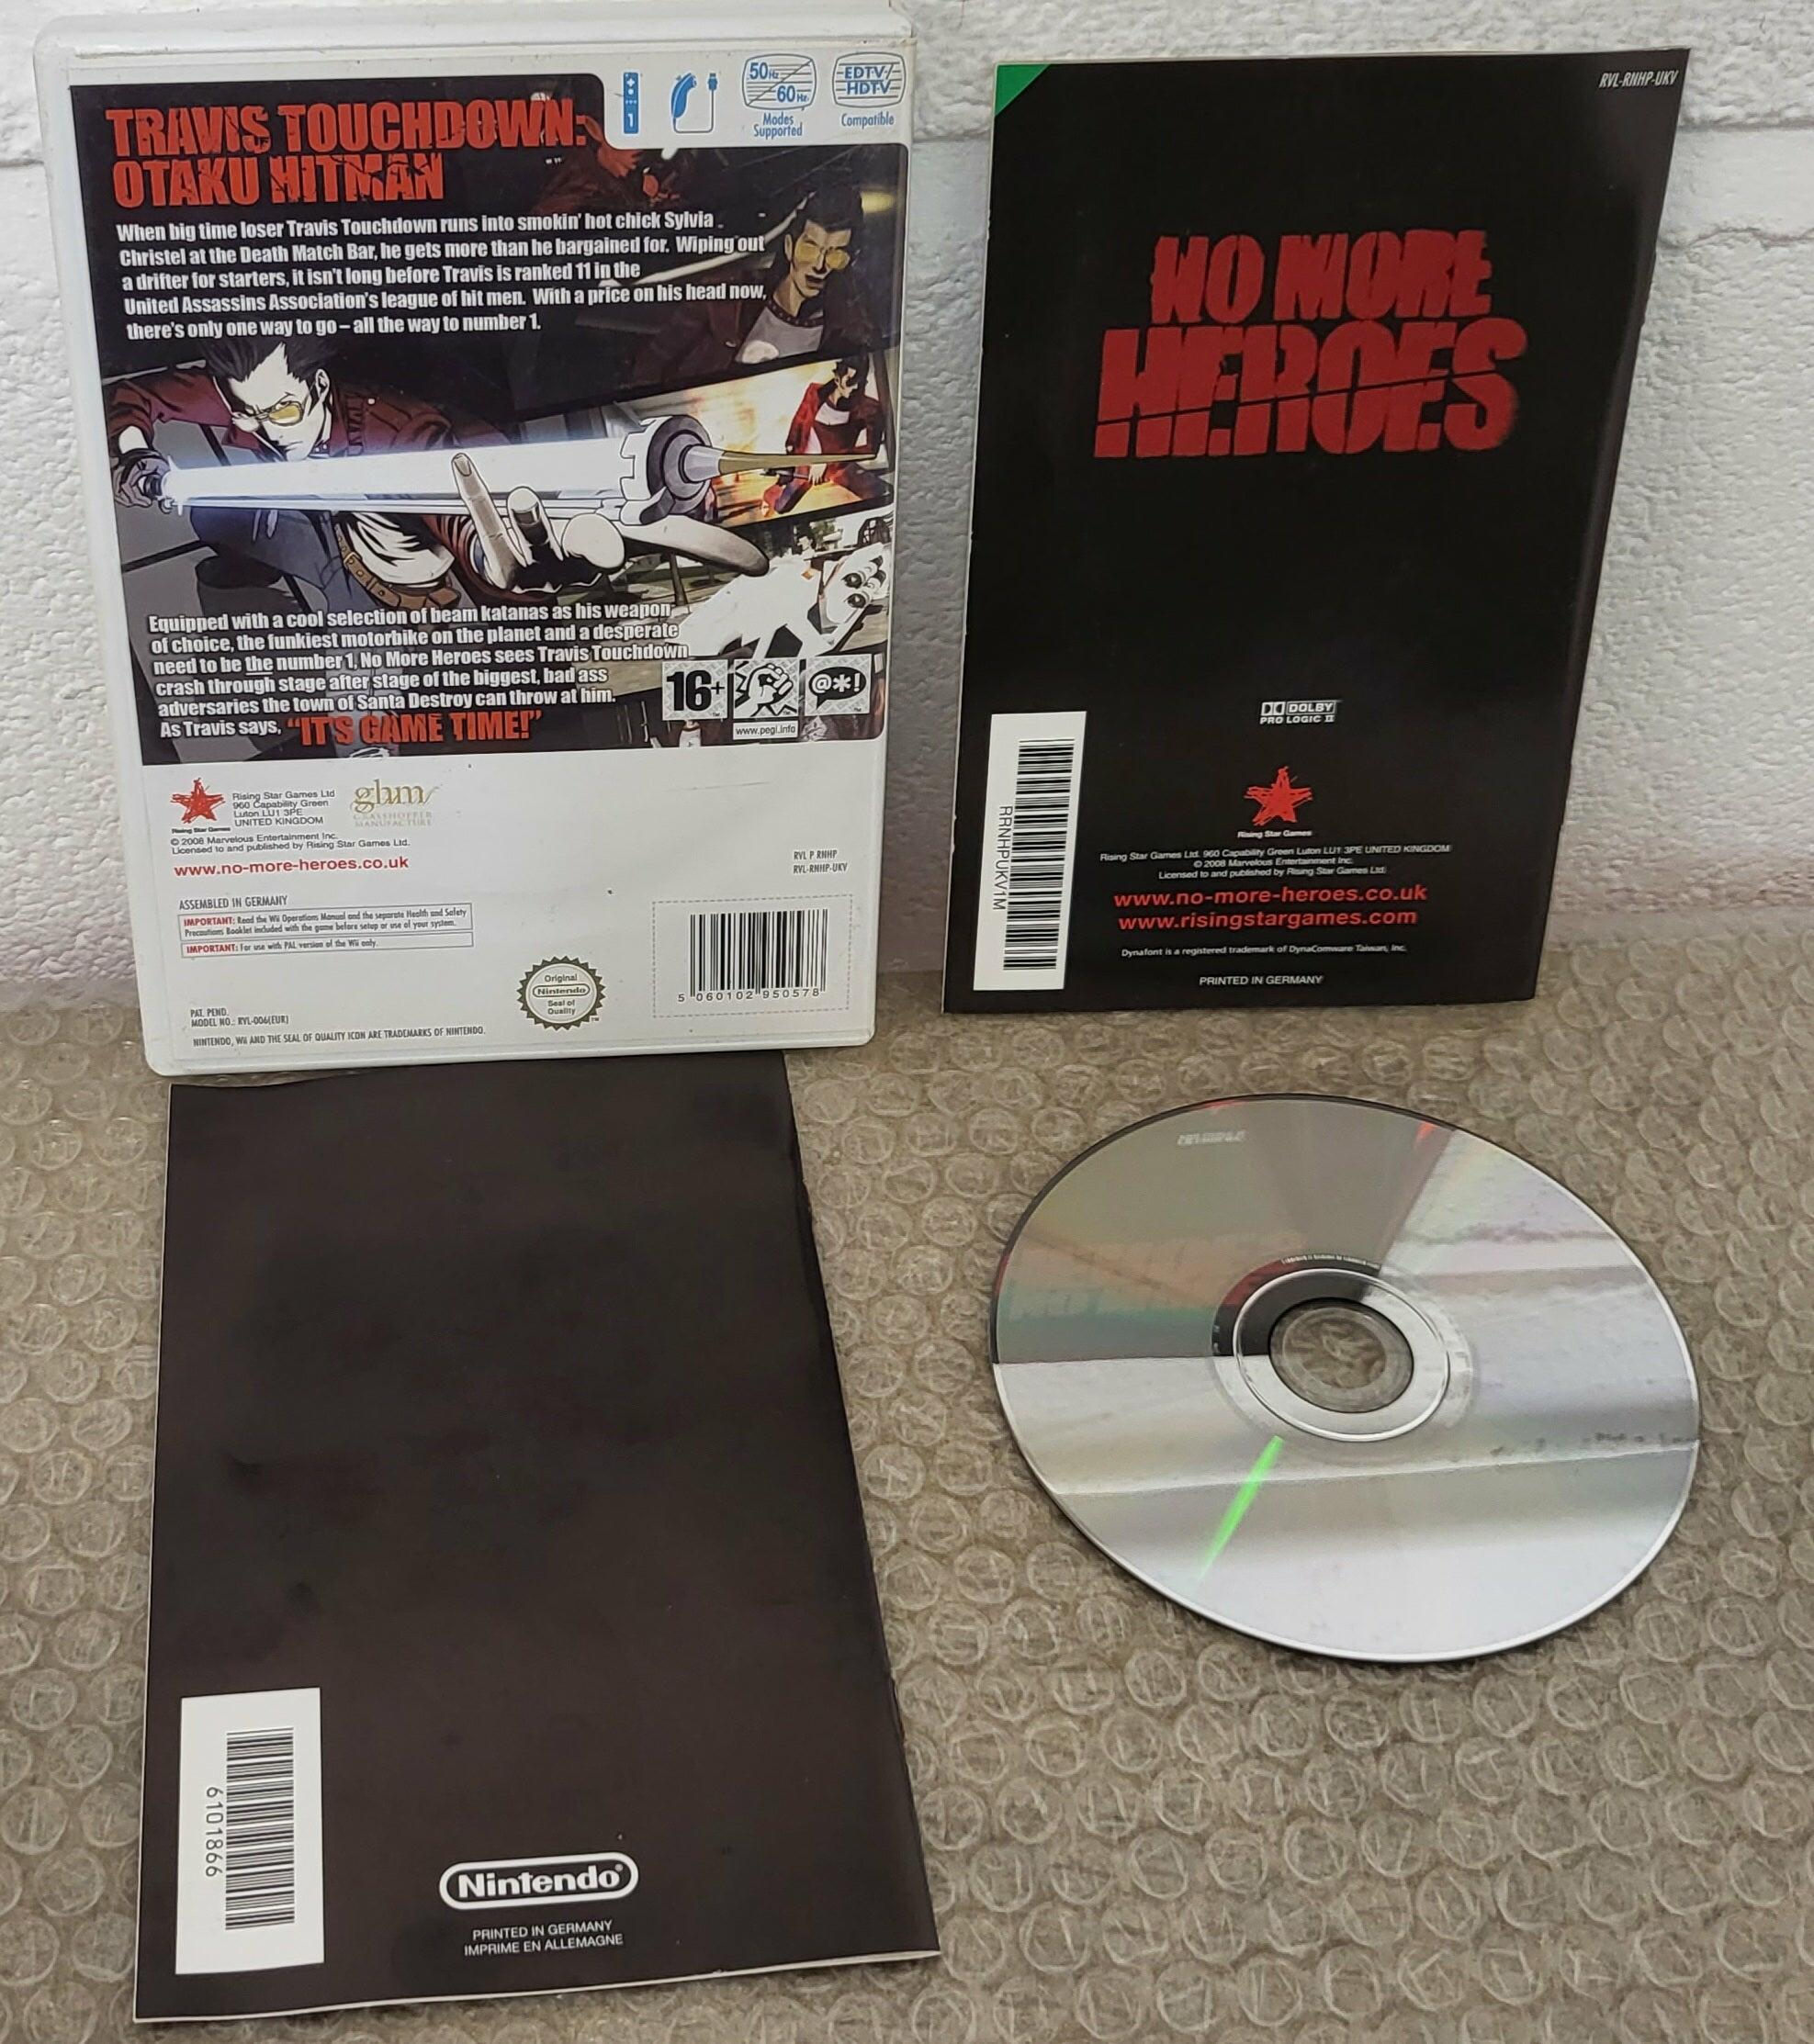 TRAVIS TOUCHDOWN:
OTAKU HITMAN
When big time loser Travis Touchdown runs into smokin' hot chick Sylvia
Christel at the Death Match Bar, he gets more than he bargained for. Wiping out
a drifter for starters, it isn't long before Travis is ranked 11 in the
United Assassins Association's league of hit men. With a price on his head now,
there's only one way to go – all the way to number 1.
1
50Hz
60Hz
Modes
Supported
EDTV/
HDTV
Compatible
Equipped with a cool selection of beam katanas as his weapon
of choice, the funkiest motorbike on the planet and a desperate
need to be the number 1, No More Heroes sees Travis Touchdown
crash through stage after stage of the biggest, bad ass
adversaries the town of Santa Destroy can throw at him.
As Travis says, "IT'S GAME TIME!"
16+
@*!
www.pegi.info
Rising Star Games
Rising Star Games Ltd
960 Capability Green
Luton LU1 3PE
UNITED KINGDOM
ghm
GRASSHOPPER
MANUFACTURE
© 2008 Marvelous Entertainment Inc.
Licensed to and published by Rising Star Games Ltd.
www.no-more-heroes.co.uk
RVL P RNHP
RVL-RNHP-UKV
ASSEMBLED IN GERMANY
IMPORTANT: Read the Wii Operations Manual and the separate Health and Safety
Precautions Booklet included with the game before setup or use of your system.
IMPORTANT: For use with PAL version of the Wii only.
Original
Nintendo
Seal of
Quality
TM
5 060102 950578
PAT. PEND.
MODEL NO.: RVL-006(EUR)
NINTENDO, Wii AND THE SEAL OF QUALITY ICON ARE TRADEMARKS OF NINTENDO.
RVL-RNHP-UKV
NO MORE
HEROES
DOLBY
PRO LOGIC II
RRNHPUKV1M
Rising Star Games
Rising Star Games Ltd. 960 Capability Green Luton LU1 3PE UNITED KINGDOM
© 2008 Marvelous Entertainment Inc.
Licensed to and published by Rising Star Games Ltd.
www.no-more-heroes.co.uk
www.risingstargames.com
Dynafont is a registered trademark of DynaComware Taiwan, Inc.
PRINTED IN GERMANY
6101866
Nintendo®
PRINTED IN GERMANY
IMPRIME EN ALLEMAGNE